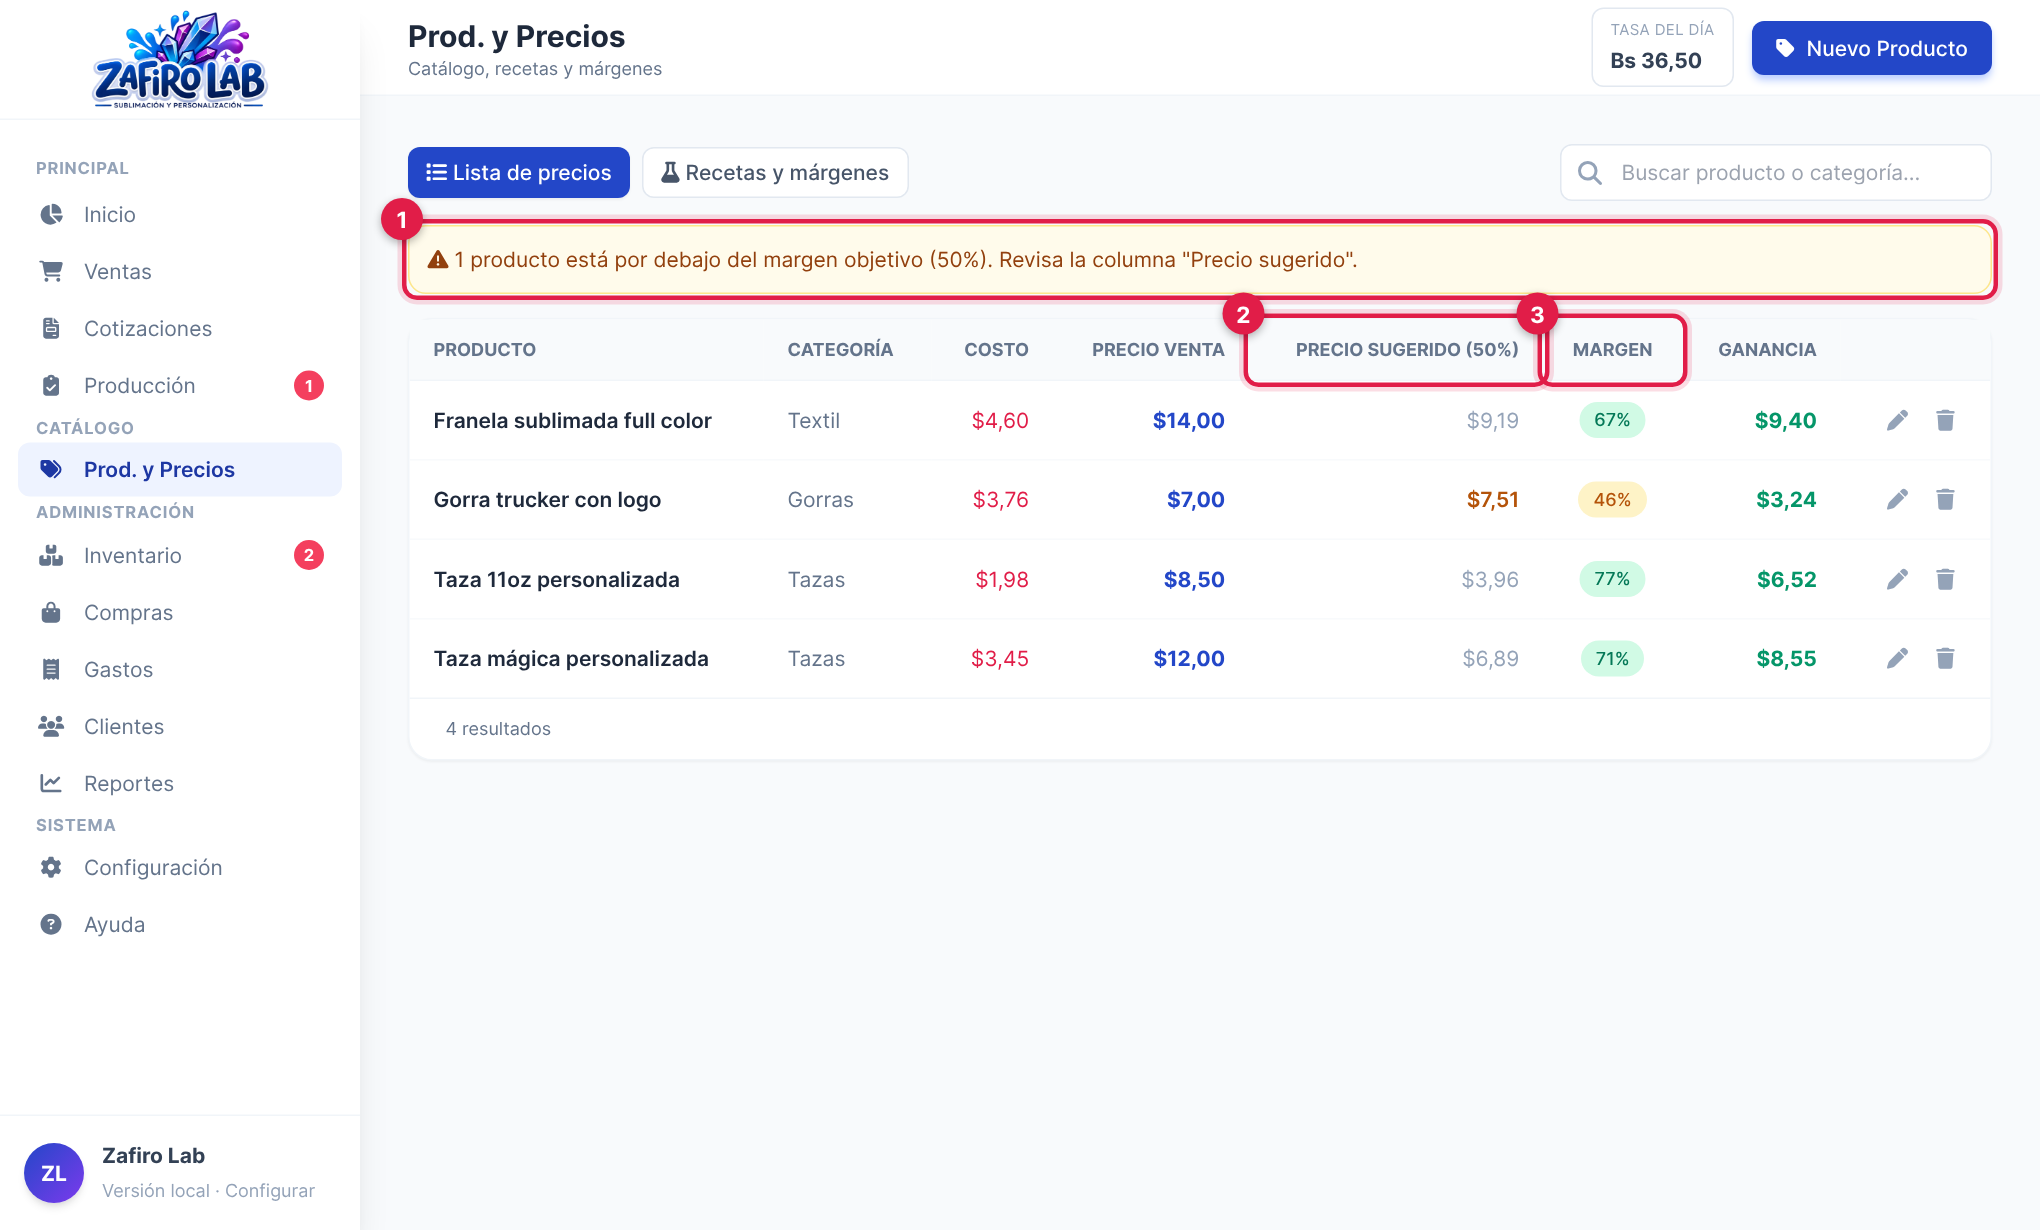 ZAFIRO LAB
SUBLIMACIÓN Y PERSONALIZACIÓN
PRINCIPAL
Inicio
Ventas
Cotizaciones
Producción 1
CATÁLOGO
Prod. y Precios
ADMINISTRACIÓN
Inventario 2
Compras
Gastos
Clientes
Reportes
SISTEMA
Configuración
Ayuda
ZL
Zafiro Lab
Versión local · Configurar
Prod. y Precios
Catálogo, recetas y márgenes
TASA DEL DÍA
Bs 36,50
Nuevo Producto
Lista de precios
Recetas y márgenes
Buscar producto o categoría...
1
1 producto está por debajo del margen objetivo (50%). Revisa la columna "Precio sugerido".
2
3
PRODUCTO CATEGORÍA COSTO PRECIO VENTA PRECIO SUGERIDO (50%) MARGEN GANANCIA
Franela sublimada full color Textil $4,60 $14,00 $9,19 67% $9,40
Gorra trucker con logo Gorras $3,76 $7,00 $7,51 46% $3,24
Taza 11oz personalizada Tazas $1,98 $8,50 $3,96 77% $6,52
Taza mágica personalizada Tazas $3,45 $12,00 $6,89 71% $8,55
4 resultados